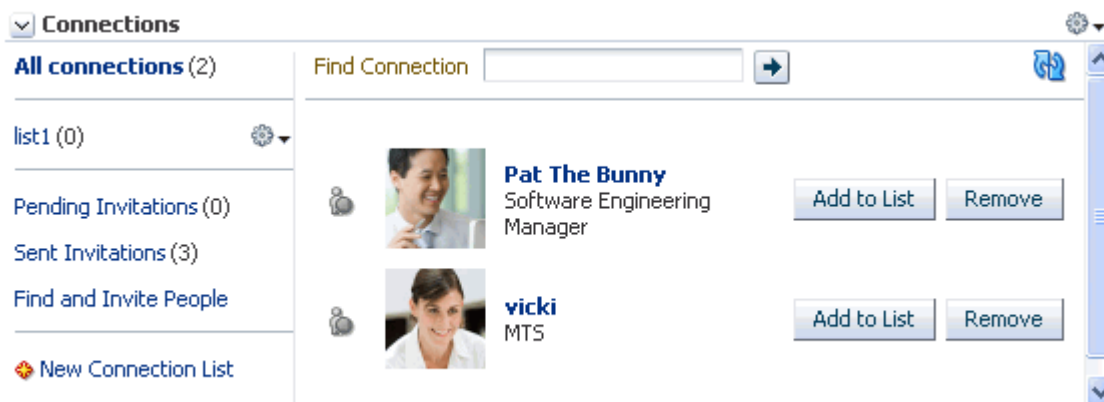 Connections
All connections (2)
Find Connection
list1 (0)
Pending Invitations (0)
Sent Invitations (3)
Find and Invite People
New Connection List
Pat The Bunny
Software Engineering
Manager
Add to List
Remove
vicki
MTS
Add to List
Remove